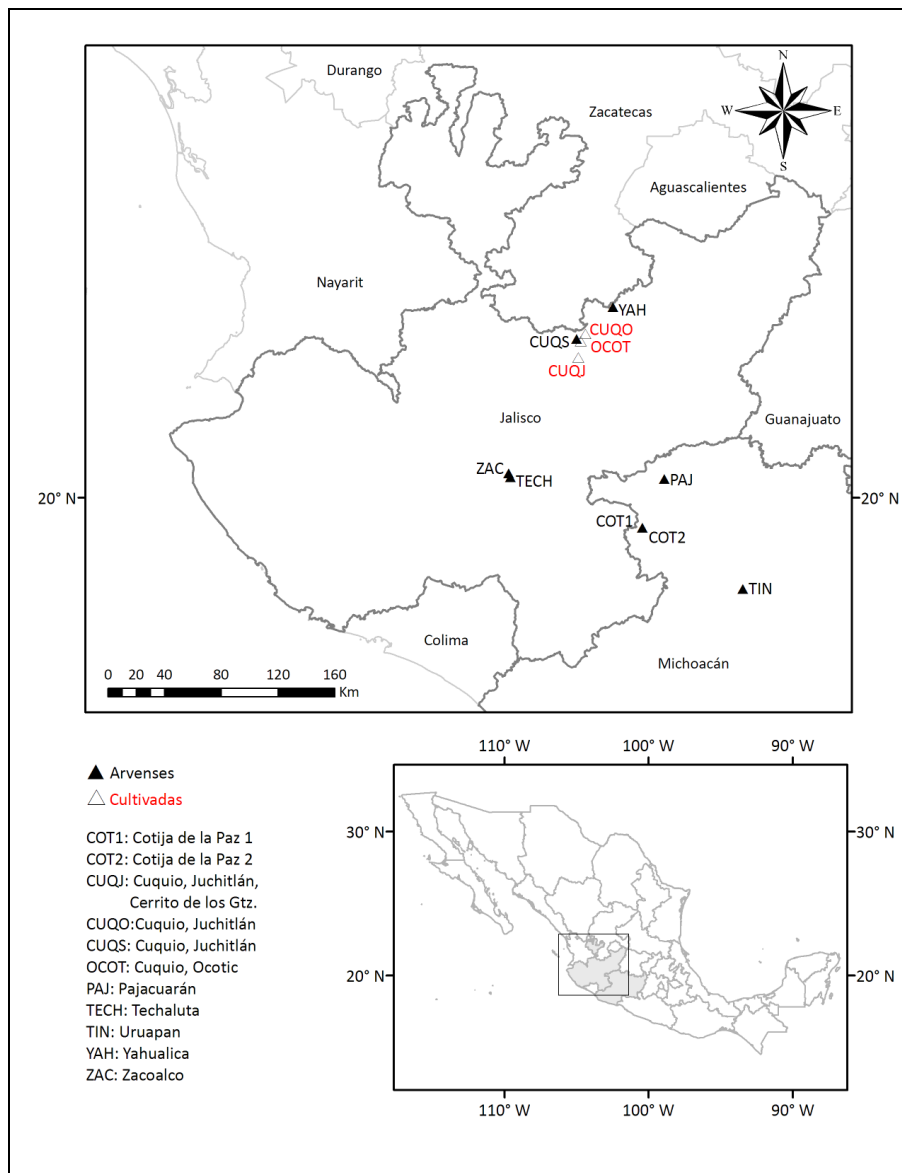 Durango
N
Zacatecas
W
E
S
Aguascalientes
Nayarit
YAH
CUQO
CUQS
OCOT
CUQJ
Jalisco
Guanajuato
ZAC
TECH
PAJ
20° N
20° N
COT1
COT2
TIN
Colima
Michoacán
0 20 40 80 120 160
Km
110° W 100° W 90° W
▲ Arvenses
△ Cultivadas
COT1: Cotija de la Paz 1
COT2: Cotija de la Paz 2
CUQJ: Cuquio, Juchitlán,
Cerrito de los Gtz.
CUQO:Cuquio, Juchitlán
CUQS: Cuquio, Juchitlán
OCOT: Cuquio, Ocotic
PAJ: Pajacuarán
TECH: Techaluta
TIN: Uruapan
YAH: Yahualica
ZAC: Zacoalco
30° N
30° N
20° N
20° N
110° W 100° W 90° W